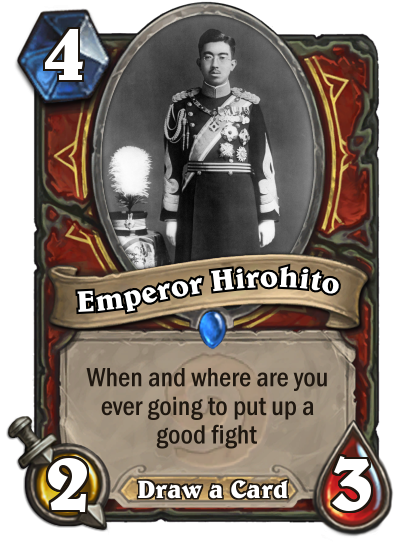 4
Emperor Hirohito
When and where are you
ever going to put up a
good fight
2
Draw a Card
3